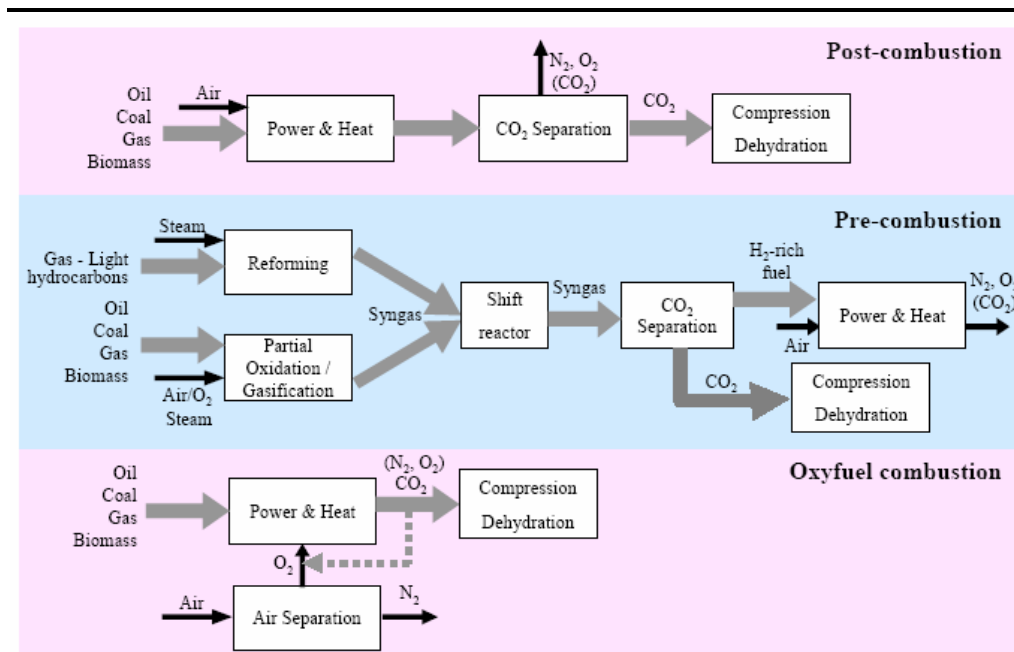 Post-combustion
N₂, O₂
(CO₂)
Oil
Coal
Gas
Biomass
Air
Power & Heat
CO₂ Separation
CO₂
Compression
Dehydration
Pre-combustion
Steam
Gas - Light
hydrocarbons
Reforming
Oil
Coal
Gas
Biomass
Air/O₂
Steam
Partial
Oxidation /
Gasification
Syngas
Shift
reactor
Syngas
CO₂
Separation
H₂-rich
fuel
Air
Power & Heat
N₂, O₂
(CO₂)
CO₂
Compression
Dehydration
Oxyfuel combustion
Oil
Coal
Gas
Biomass
Power & Heat
(N₂, O₂)
CO₂
Compression
Dehydration
O₂
Air
Air Separation
N₂